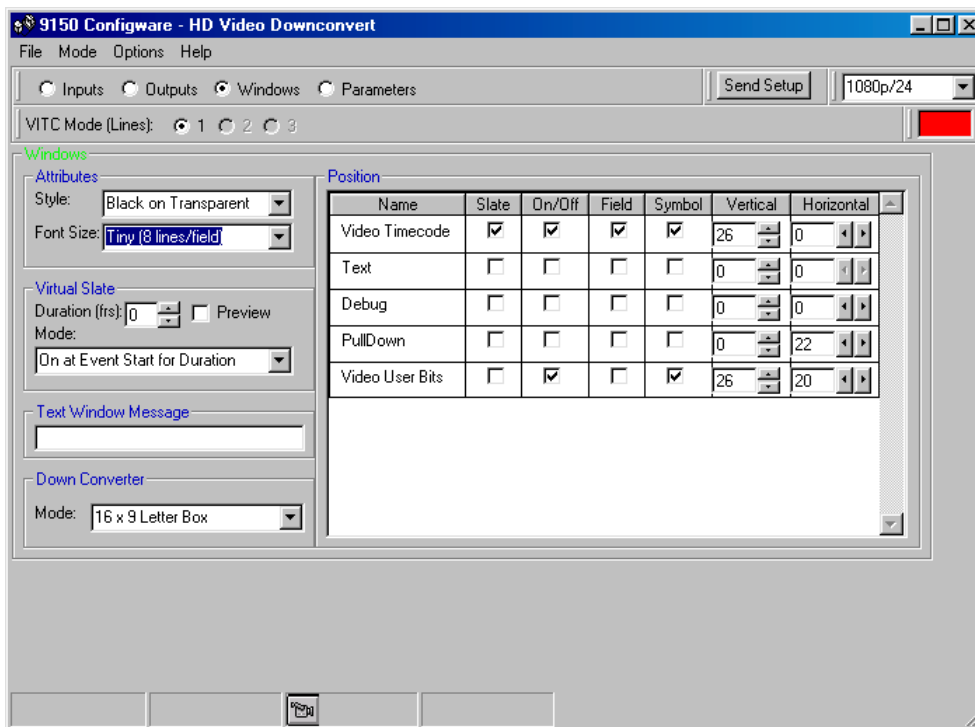 9150 Configware - HD Video Downconvert
File Mode Options Help
Inputs Outputs Windows Parameters Send Setup 1080p/24
VITC Mode (Lines): 1 2 3
Windows
Attributes
Style: Black on Transparent
Font Size: Tiny (8 lines/field)
Virtual Slate
Duration (frs): 0 Preview
Mode:
On at Event Start for Duration
Text Window Message
Down Converter
Mode: 16 x 9 Letter Box
Position
Name Slate On/Off Field Symbol Vertical Horizontal
Video Timecode 26 0
Text 0 0
Debug 0 0
PullDown 0 22
Video User Bits 26 20